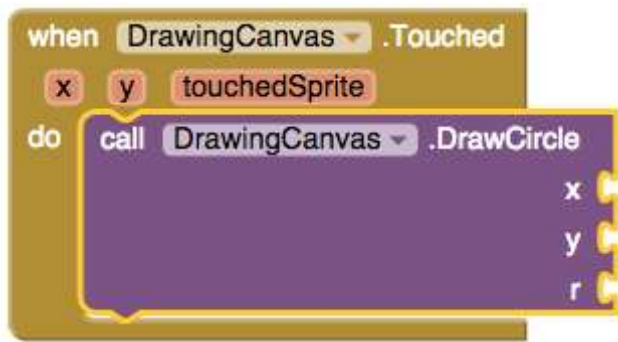 when DrawingCanvas .Touched
x y touchedSprite
do call DrawingCanvas .DrawCircle
x
y
r